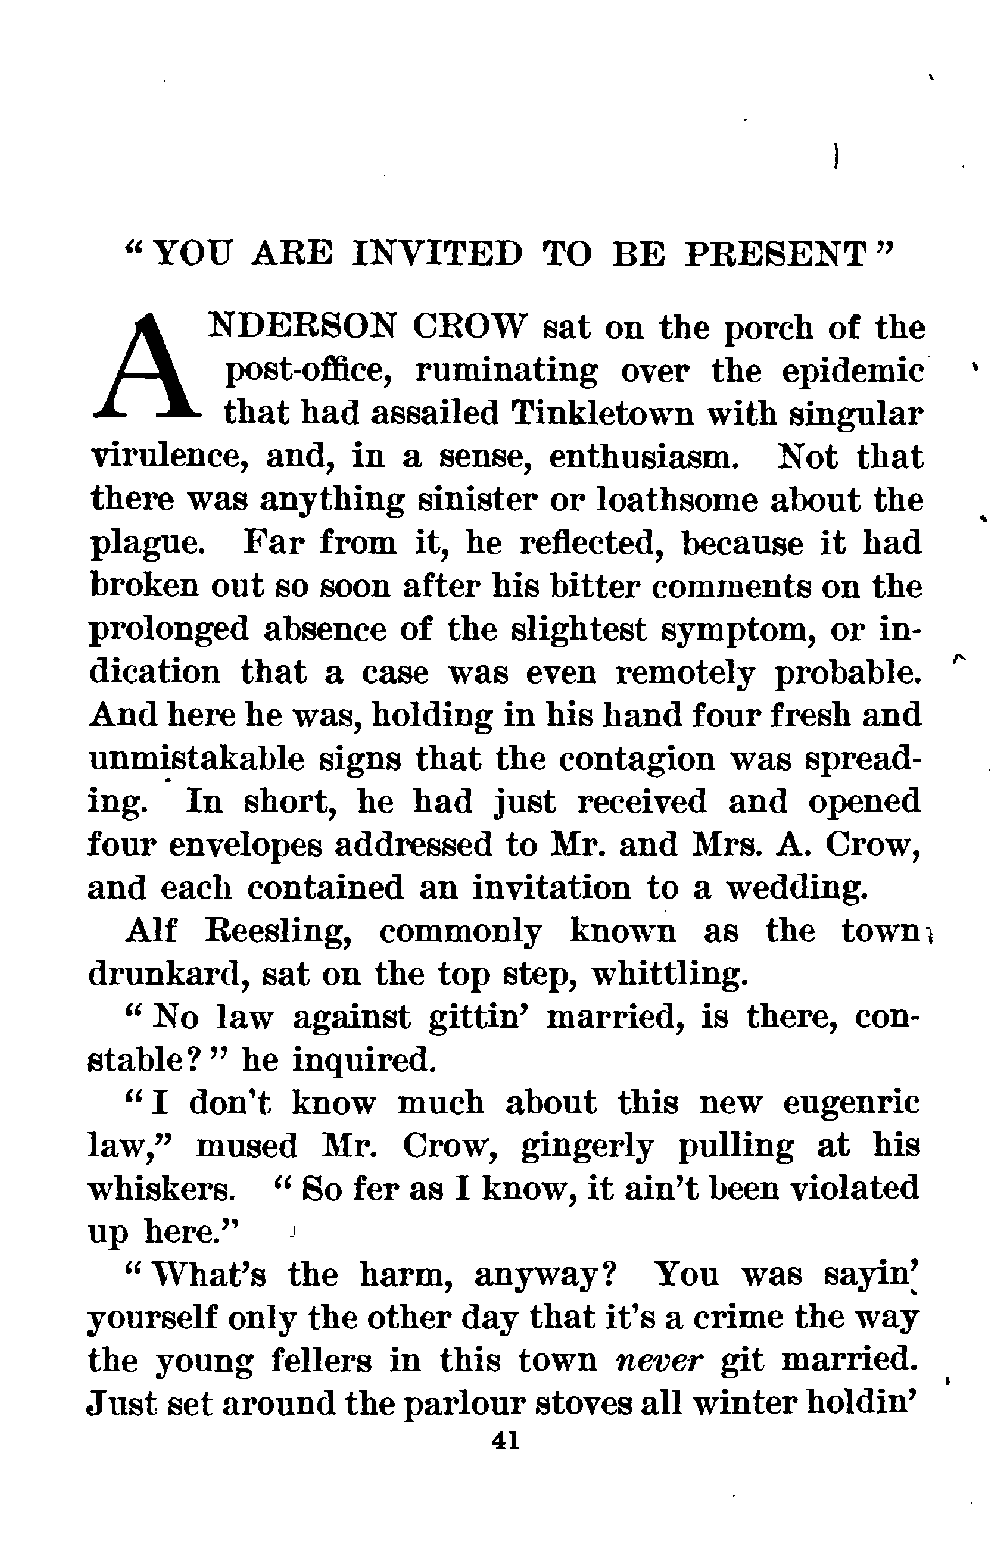 “ YOU ARE INVITED TO BE PRESENT ”
ANDERSON CROW sat on the porch of the
post-office, ruminating over the epidemic
that had assailed Tinkletown with singular
virulence, and, in a sense, enthusiasm. Not that
there was anything sinister or loathsome about the
plague. Far from it, he reflected, because it had
broken out so soon after his bitter comments on the
prolonged absence of the slightest symptom, or in-
dication that a case was even remotely probable.
And here he was, holding in his hand four fresh and
unmistakable signs that the contagion was spread-
ing. In short, he had just received and opened
four envelopes addressed to Mr. and Mrs. A. Crow,
and each contained an invitation to a wedding.
Alf Reesling, commonly known as the town
drunkard, sat on the top step, whittling.
“ No law against gittin’ married, is there, con-
stable? ” he inquired.
“ I don’t know much about this new eugenric
law,” mused Mr. Crow, gingerly pulling at his
whiskers. “ So fer as I know, it ain’t been violated
up here.”
“ What’s the harm, anyway? You was sayin’
yourself only the other day that it’s a crime the way
the young fellers in this town never git married.
Just set around the parlour stoves all winter holdin’
41